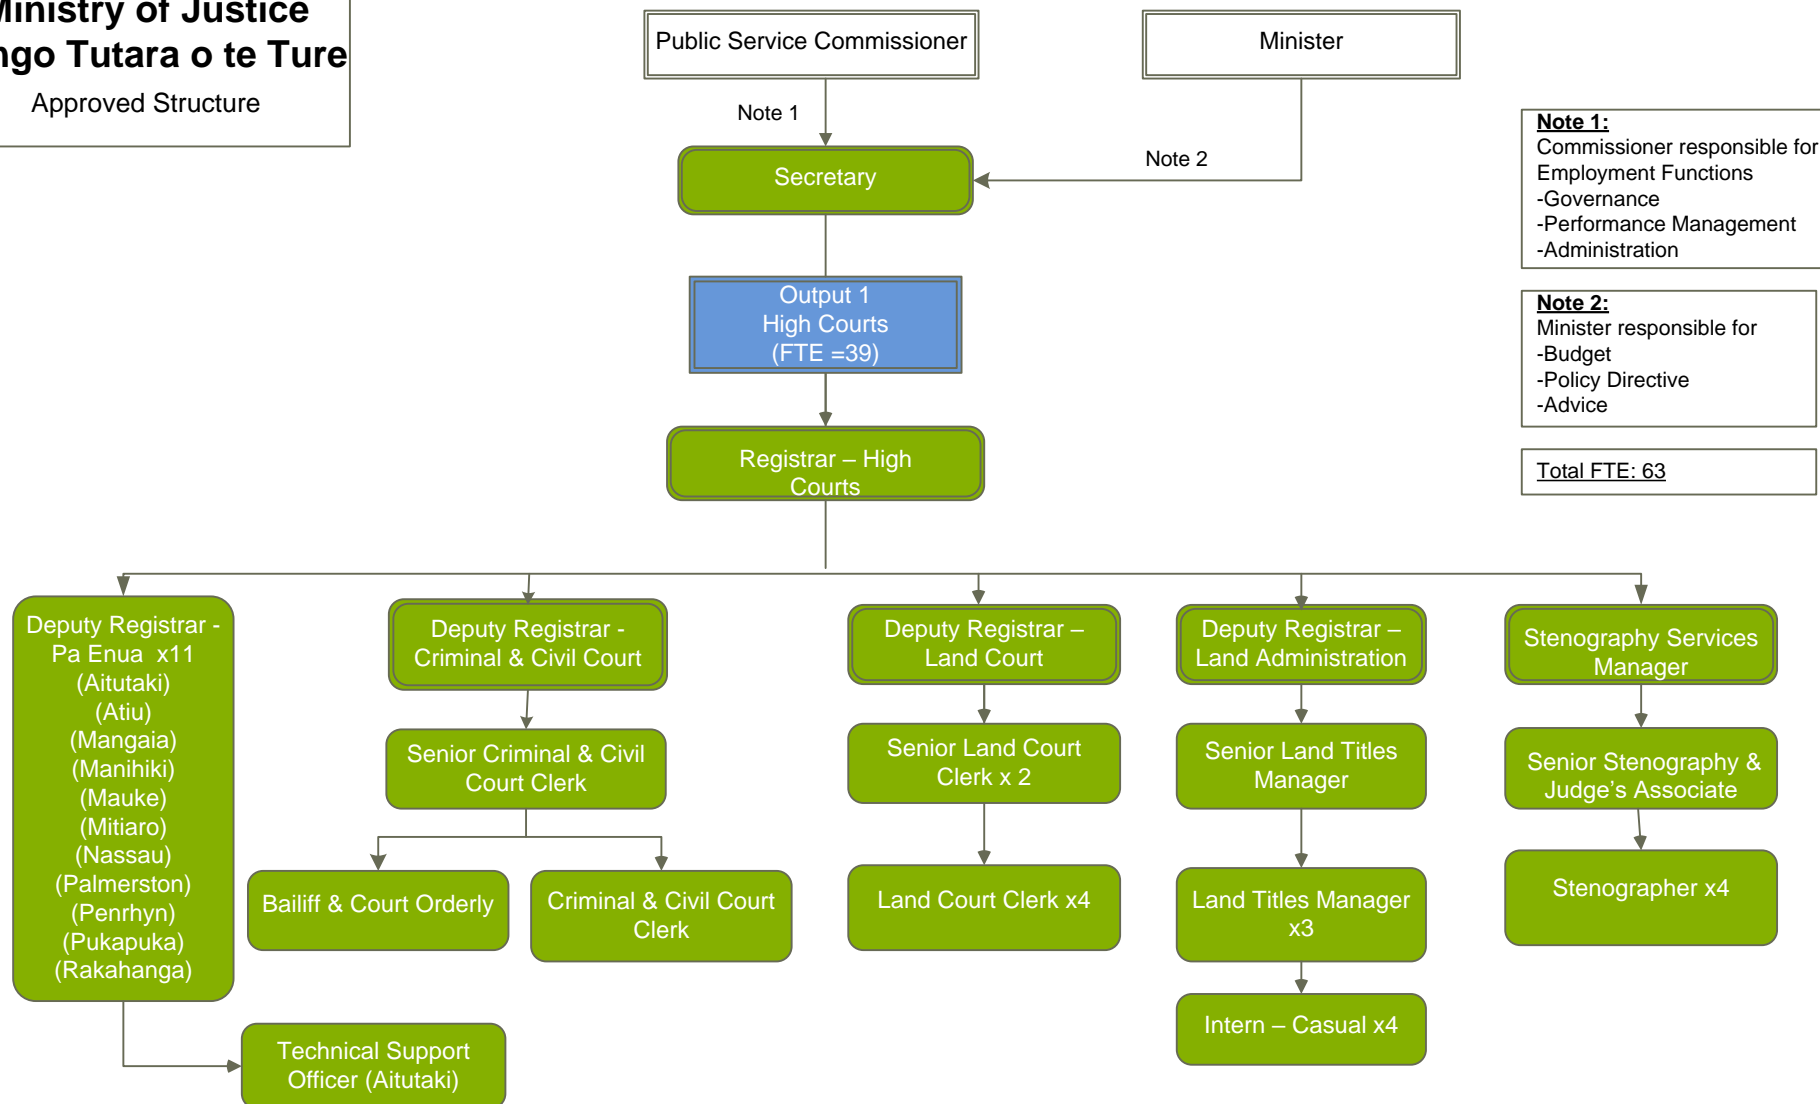 Ministry of Justice
Tutara o te Ture
Approved Structure
Public Service Commissioner
Minister
Note 1
Note 2
Secretary
Note 1:
Commissioner responsible for
Employment Functions
-Governance
-Performance Management
-Administration
Note 2:
Minister responsible for
-Budget
-Policy Directive
-Advice
Total FTE: 63
Output 1
High Courts
(FTE =39)
Registrar – High
Courts
Deputy Registrar -
Pa Enua x11
(Aitutaki)
(Atiu)
(Mangaia)
(Manihiki)
(Mauke)
(Mitiaro)
(Nassau)
(Palmerston)
(Penrhyn)
(Pukapuka)
(Rakahanga)
Technical Support
Officer (Aitutaki)
Deputy Registrar -
Criminal & Civil Court
Senior Criminal & Civil
Court Clerk
Bailiff & Court Orderly
Criminal & Civil Court
Clerk
Deputy Registrar –
Land Court
Senior Land Court
Clerk x 2
Land Court Clerk x4
Deputy Registrar –
Land Administration
Senior Land Titles
Manager
Land Titles Manager
x3
Intern – Casual x4
Stenography Services
Manager
Senior Stenography &
Judge’s Associate
Stenographer x4